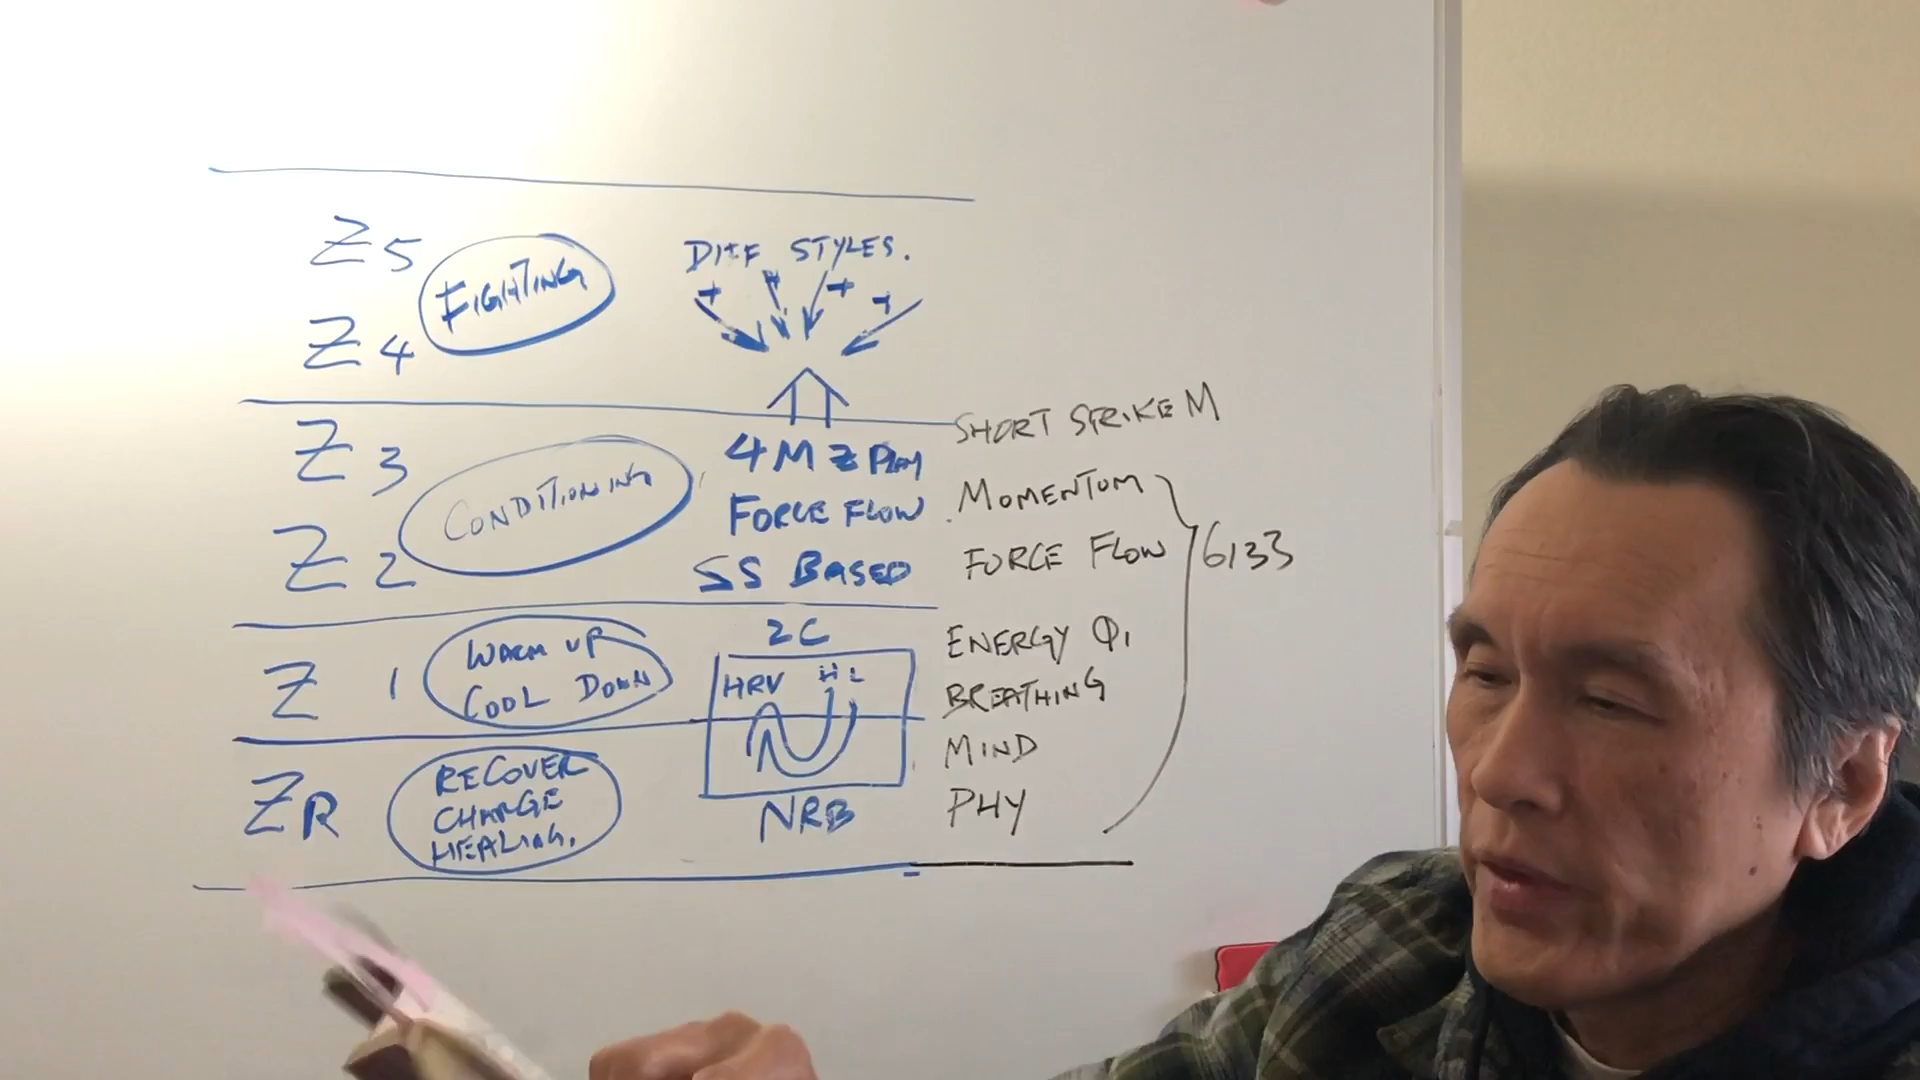 Z5
FIGHTING
DIFF STYLES.
+ + + +
Z4
Z3
CONDITIONING
4M Z PLAY
SHORT STRIKE M
FORCE FLOW
MOMENTUM
Z2
SS BASED
FORCE FLOW
6133
Z1
WARM UP
COOL DOWN
2C
HRV HL
ENERGY
BREATHING
ZR
RECOVER
CHARGE
HEALING.
NRB
MIND
PHY